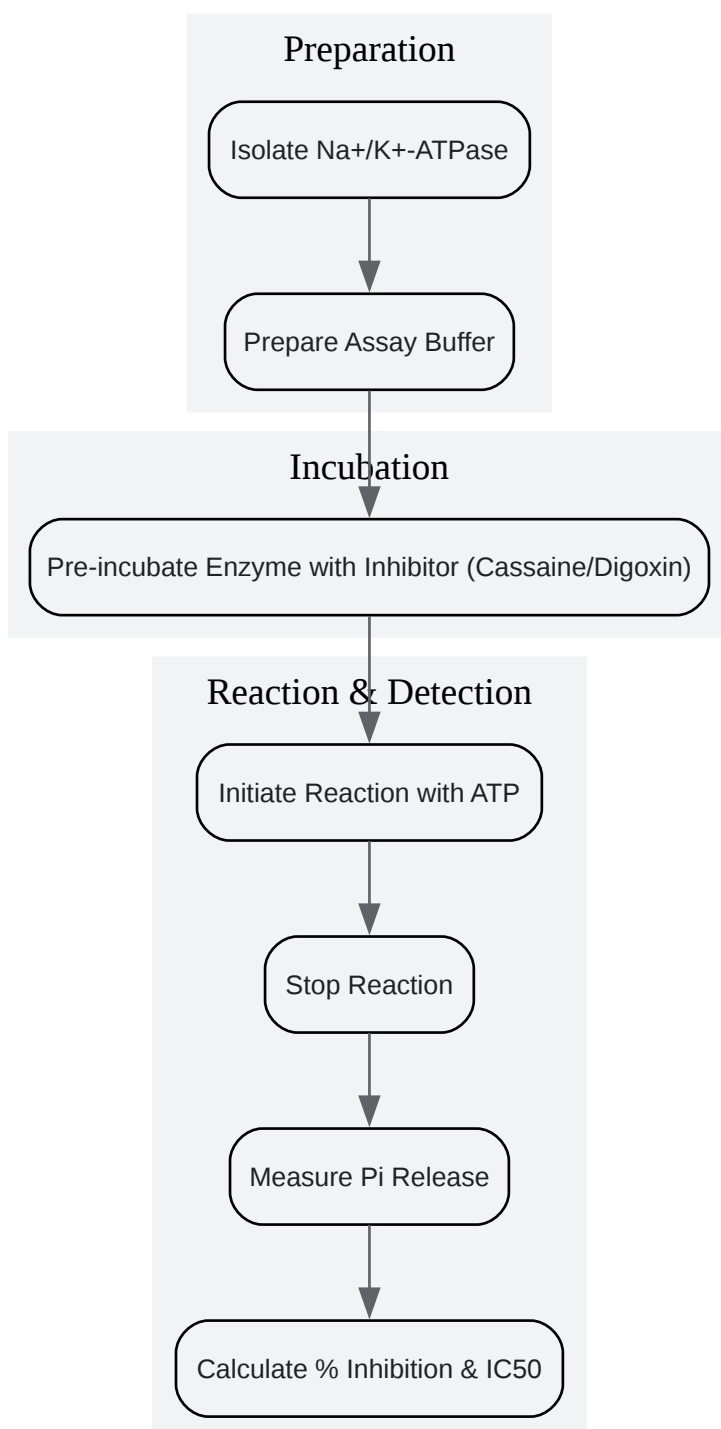 Preparation
Isolate Na+/K+-ATPase
Prepare Assay Buffer
Incubation
Pre-incubate Enzyme with Inhibitor (Cassaine/Digoxin)
Reaction & Detection
Initiate Reaction with ATP
Stop Reaction
Measure Pi Release
Calculate % Inhibition & IC50